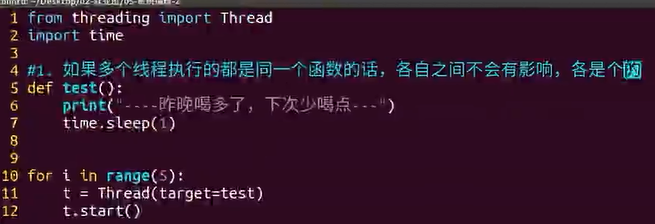 1 from threading import Thread
2 import time
3
4 #1. 如果多个线程执行的都是同一个函数的话，各自之间不会有影响，各是个的
5 def test():
6     print("----昨晚喝多了，下次少喝点---")
7     time.sleep(1)
8
9
10 for i in range(5):
11     t = Thread(target=test)
12     t.start()